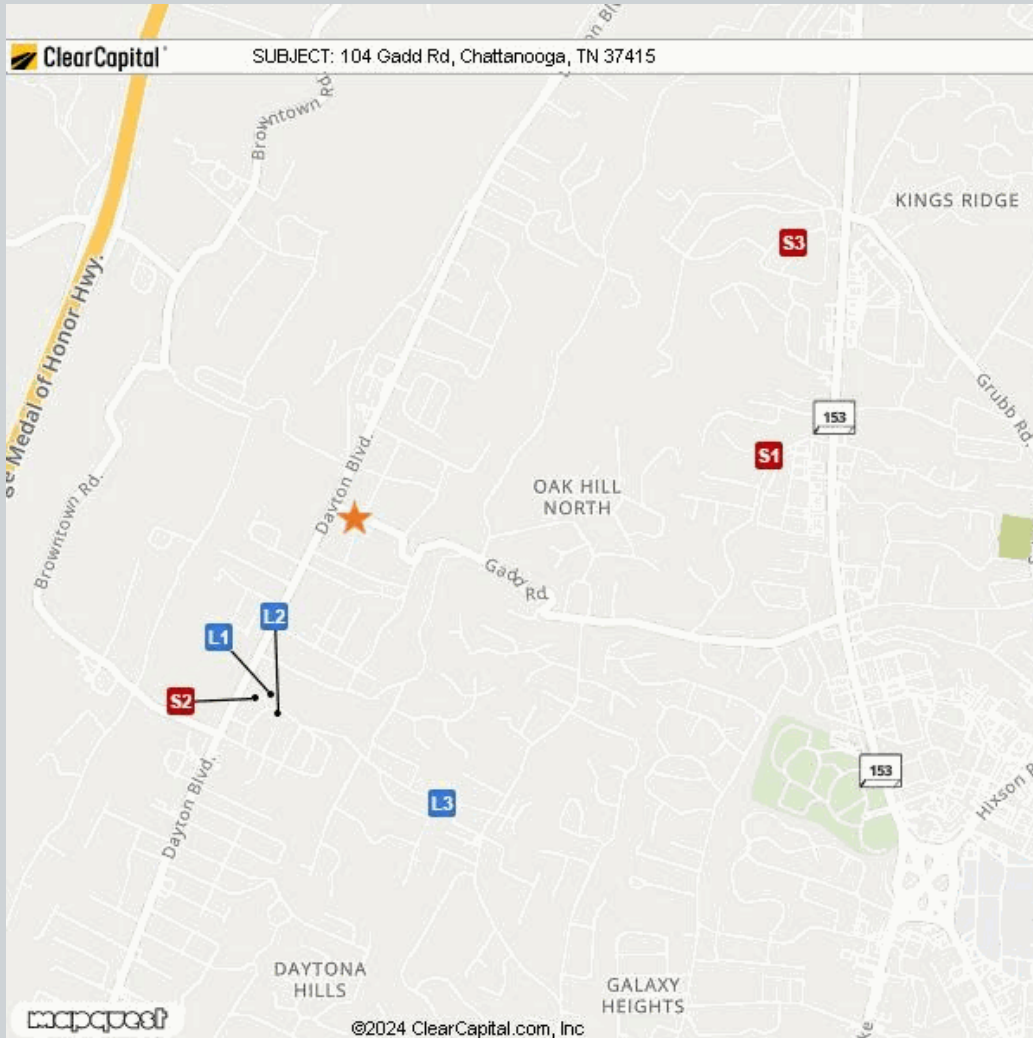 ClearCapital
SUBJECT: 104 Gadd Rd, Chattanooga, TN 37415
Browntown Rd.
KINGS RIDGE
S3
Medal of Honor Hwy.
Grubb Rd.
153
Dayton Blvd.
S1
OAK HILL
NORTH
Browntown Rd.
Gadd Rd.
L2
L1
S2
153
Hixson
L3
Dayton Blvd.
DAYTONA
HILLS
GALAXY
HEIGHTS
mapquest
©2024 ClearCapital.com, Inc